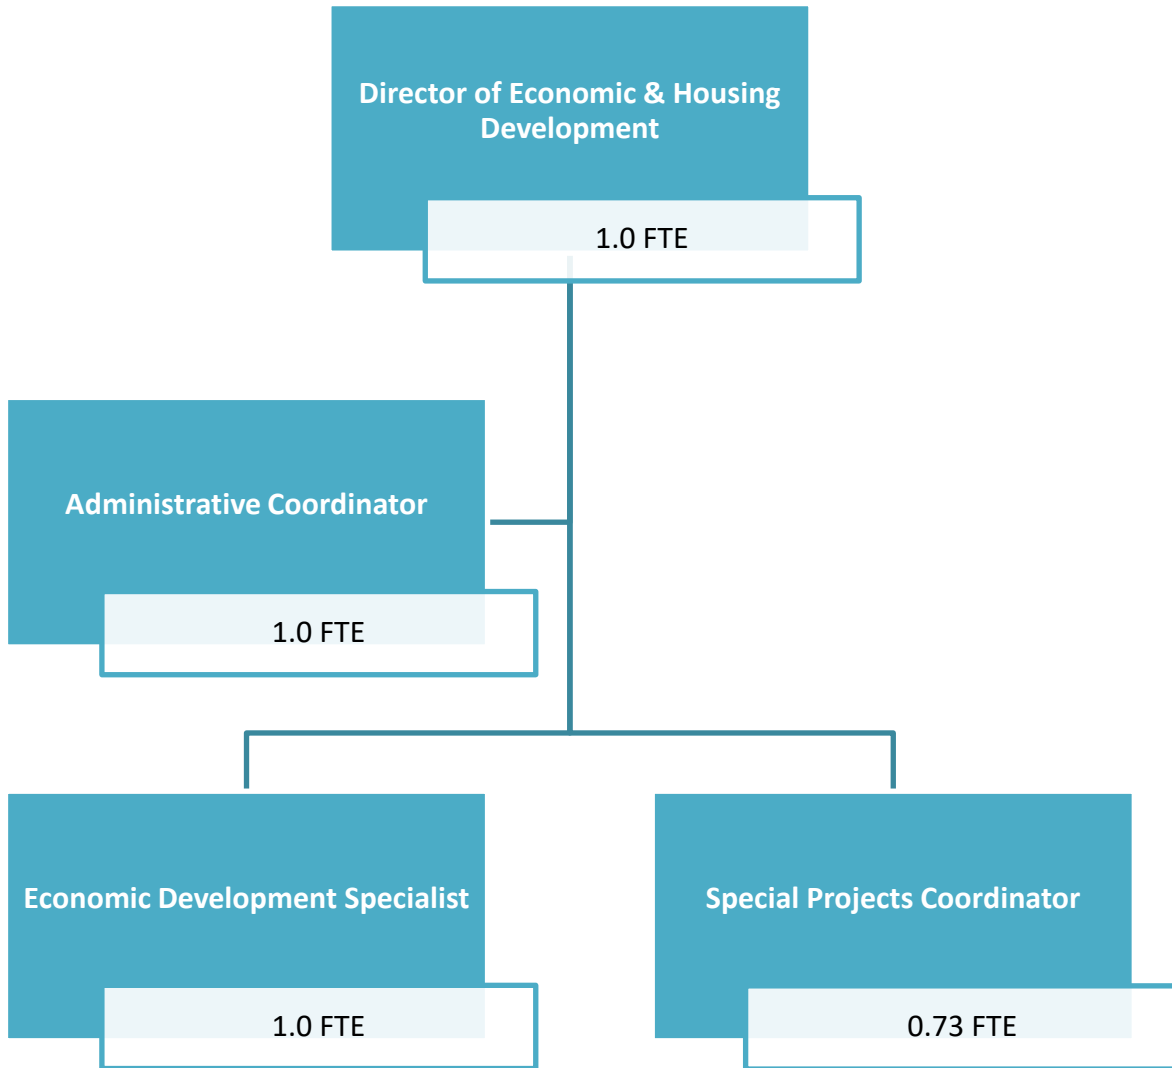 Director of Economic & Housing
Development
1.0 FTE
Administrative Coordinator
1.0 FTE
Economic Development Specialist
1.0 FTE
Special Projects Coordinator
0.73 FTE